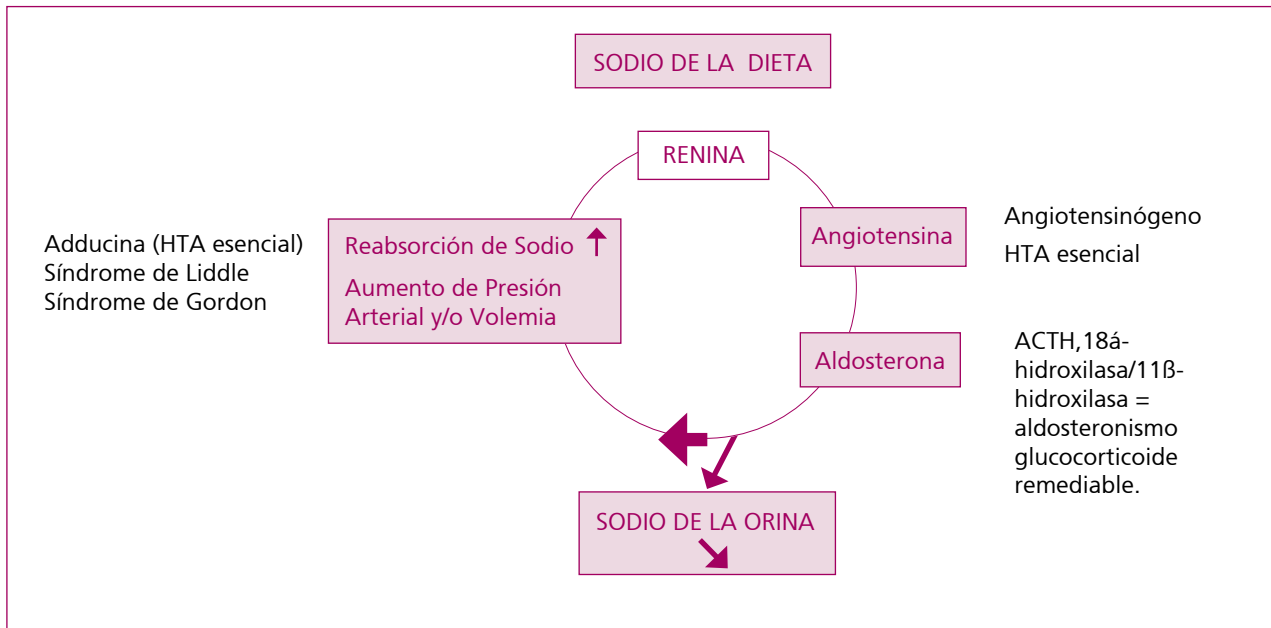 SODIO DE LA DIETA
RENINA
Adducina (HTA esencial)
Síndrome de Liddle
Síndrome de Gordon
Reabsorción de Sodio
Aumento de Presión
Arterial y/o Volemia
Angiotensina
Angiotensinógeno
HTA esencial
Aldosterona
ACTH,18á-
hidroxilasa/11ß-
hidroxilasa =
aldosteronismo
glucocorticoide
remediable.
SODIO DE LA ORINA